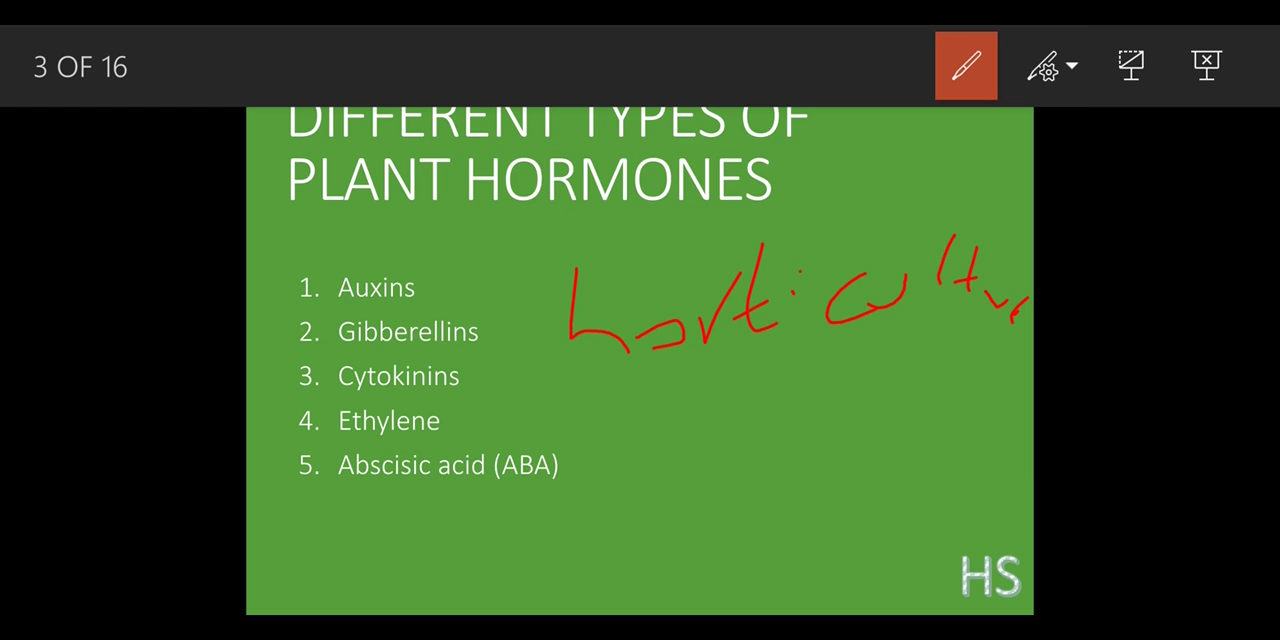 3 OF 16
DIFFERENT TYPES OF
PLANT HORMONES
horticulture
1. Auxins
2. Gibberellins
3. Cytokinins
4. Ethylene
5. Abscisic acid (ABA)
HS